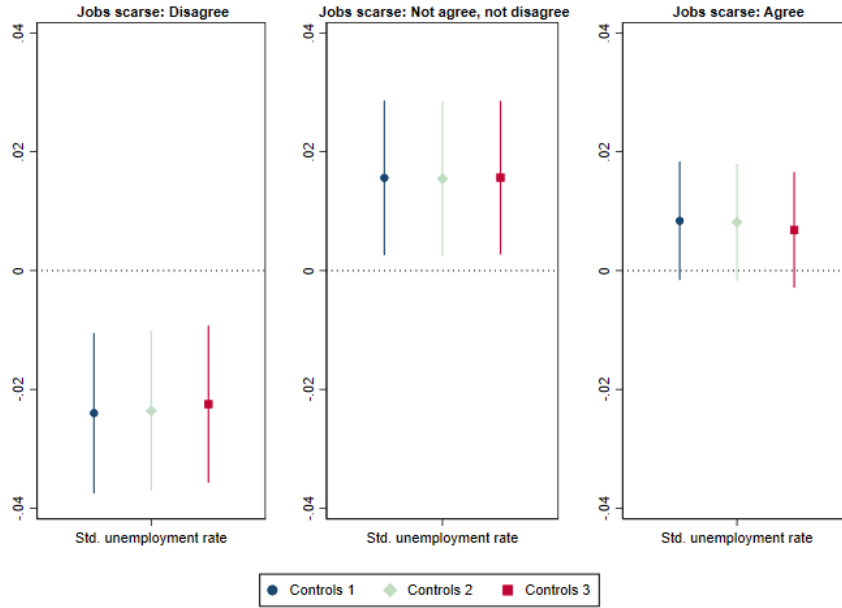 Jobs scarse: Disagree
Jobs scarse: Not agree, not disagree
Jobs scarse: Agree
.04
.02
0
-.02
-.04
.04
.02
0
-.02
-.04
.04
.02
0
-.02
-.04
Std. unemployment rate
Std. unemployment rate
Std. unemployment rate
Controls 1
Controls 2
Controls 3